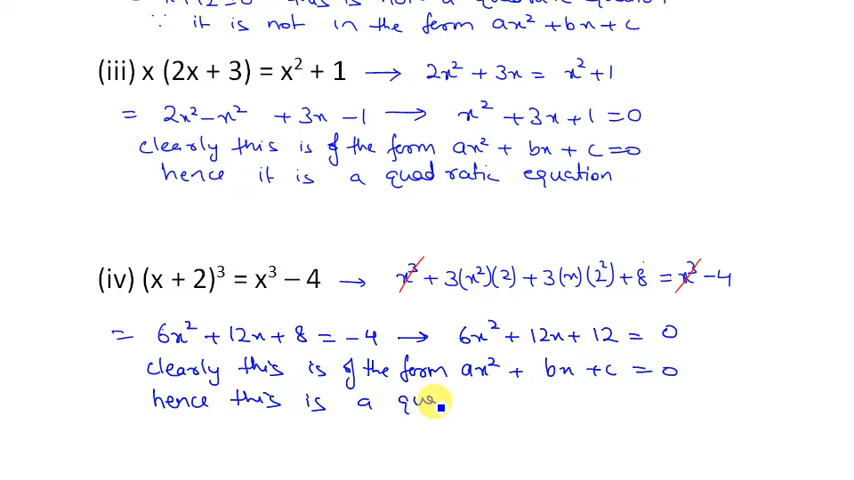 ∵ it is not in the form ax² + bx + c
(iii) x (2x + 3) = x² + 1 → 2x² + 3x = x² + 1
= 2x² – x² + 3x – 1 → x² + 3x + 1 = 0
clearly this is of the form ax² + bx + c = 0
hence it is a quadratic equation
(iv) (x + 2)³ = x³ – 4 → x³ + 3(x²)(2) + 3(x)(2²) + 8 = x³ – 4
= 6x² + 12x + 8 = – 4 → 6x² + 12x + 12 = 0
clearly this is of the form ax² + bx + c = 0
hence this is a qua